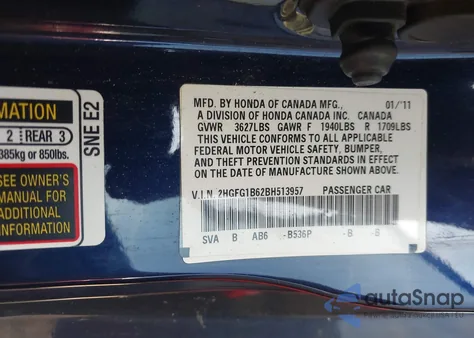 MATION
2 REAR 3
385kg or 850lbs.
SEE OWNER'S
MANUAL FOR
ADDITIONAL
SNE E2
MFD. BY HONDA OF CANADA MFG., 01/'11
A DIVISION OF HONDA CANADA INC. CANADA
GVWR 3627LBS GAWR F 1940LBS R 1709LBS
THIS VEHICLE CONFORMS TO ALL APPLICABLE
FEDERAL MOTOR VEHICLE SAFETY, BUMPER,
AND THEFT PREVENTION STANDARDS IN EFFECT
ON THE DATE OF MANUFACTURE SHOWN ABOVE.
V.I.N. 2HGFG1B62BH513957 PASSENGER CAR
SVA B AB6 -B536P -B -B
autoSnap